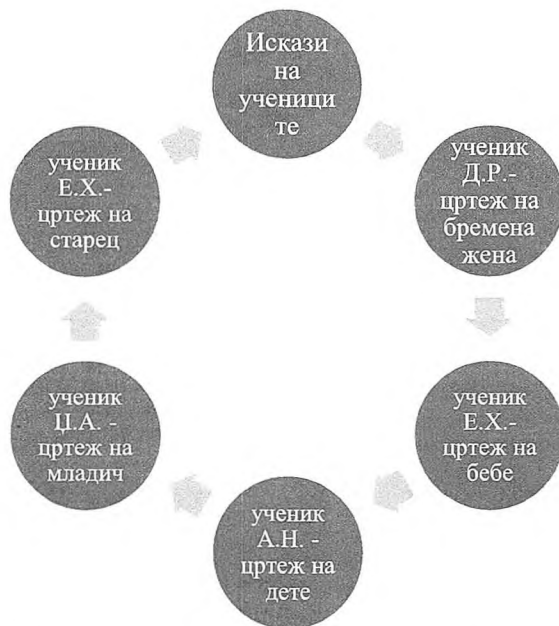 Искази
на
ученици
те
ученик
Д.Р.-
цртеж на
бремена
жена
ученик
Е.Х.-
цртеж на
бебе
ученик
А.Н. -
цртеж на
дете
ученик
Џ.А. -
цртеж на
младич
ученик
Е.Х.-
цртеж на
старец